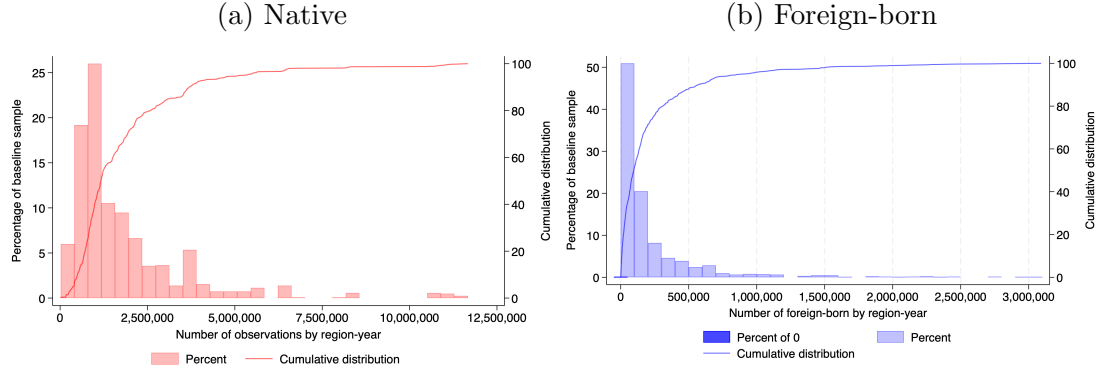 (a) Native
25
20
15
10
5
0
Percentage of baseline sample
100
80
60
40
20
0
Cumulative distribution
0 2,500,000 5,000,000 7,500,000 10,000,000 12,500,000
Number of observations by region-year
Percent Cumulative distribution
(b) Foreign-born
50
40
30
20
10
0
Percentage of baseline sample
100
80
60
40
20
0
Cumulative distribution
0 500,000 1,000,000 1,500,000 2,000,000 2,500,000 3,000,000
Number of foreign-born by region-year
Percent of 0 Percent
Cumulative distribution